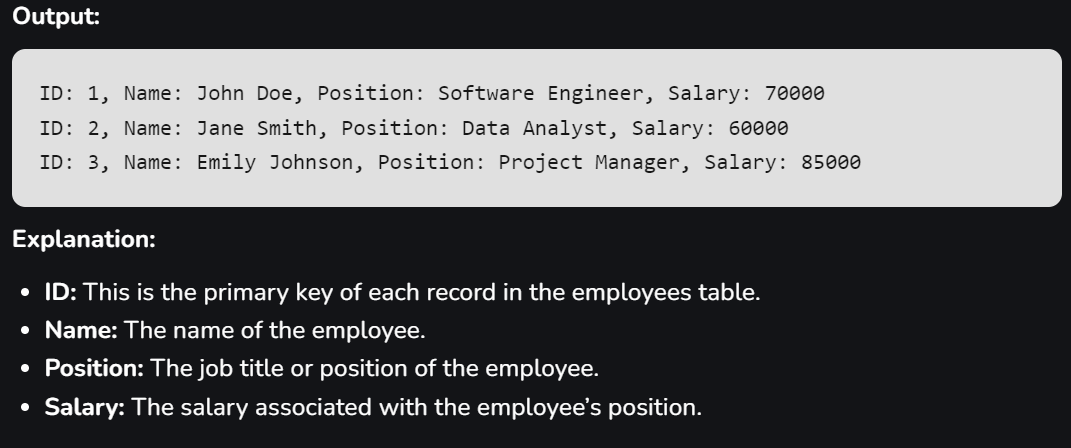 Output:
ID: 1, Name: John Doe, Position: Software Engineer, Salary: 70000
ID: 2, Name: Jane Smith, Position: Data Analyst, Salary: 60000
ID: 3, Name: Emily Johnson, Position: Project Manager, Salary: 85000
Explanation:
• ID: This is the primary key of each record in the employees table.
• Name: The name of the employee.
• Position: The job title or position of the employee.
• Salary: The salary associated with the employee’s position.